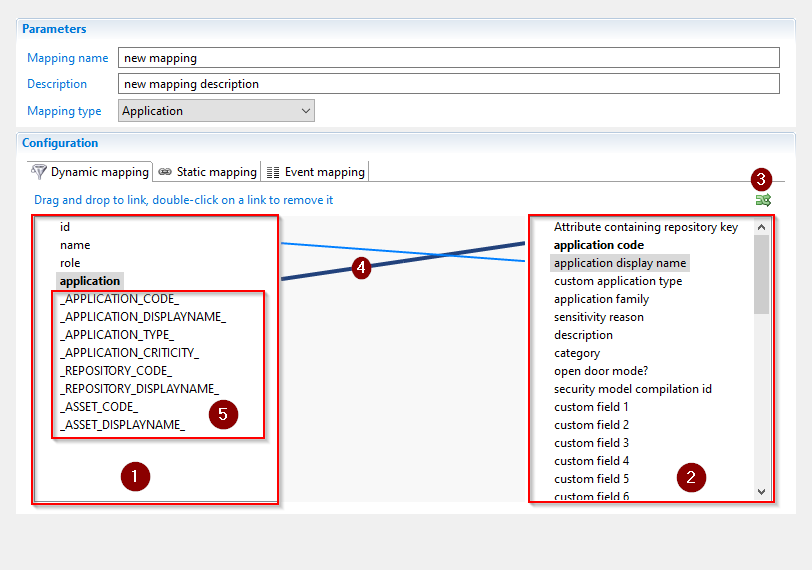 Parameters
Mapping name new mapping
Description new mapping description
Mapping type Application
Configuration
Dynamic mapping Static mapping Event mapping
3
Drag and drop to link, double-click on a link to remove it
id
name
role
application
_APPLICATION_CODE_
_APPLICATION_DISPLAYNAME_
_APPLICATION_TYPE_
_APPLICATION_CRITICITY_
_REPOSITORY_CODE_
_REPOSITORY_DISPLAYNAME_
_ASSET_CODE_
_ASSET_DISPLAYNAME_
5
1
4
Attribute containing repository key
application code
application display name
custom application type
application family
sensitivity reason
description
category
open door mode?
security model compilation id
custom field 1
custom field 2
custom field 3
custom field 4
custom field 5
custom field 6
2